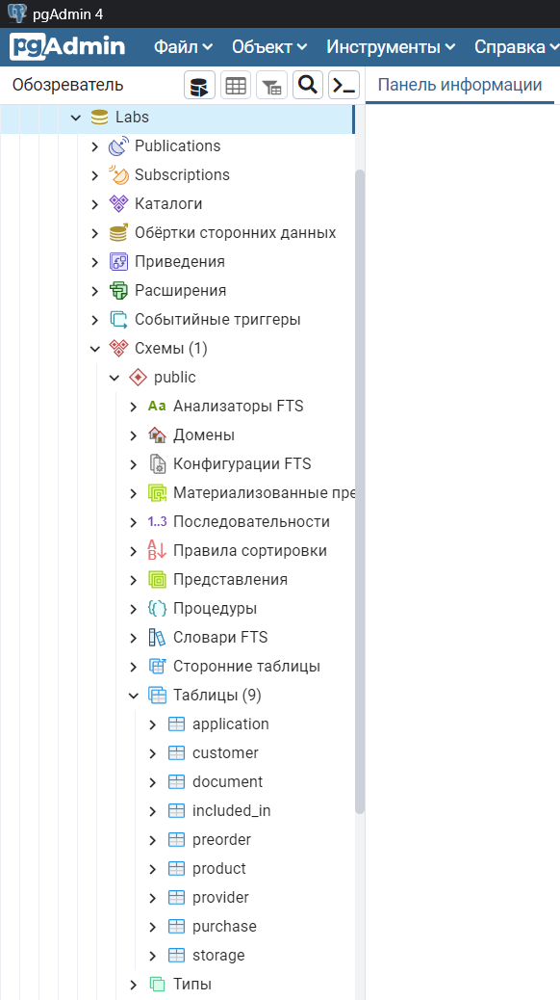 pgAdmin 4
pgAdmin Файл Объект Инструменты Справка
Обозреватель Панель информации
Labs
Publications
Subscriptions
Каталоги
Обёртки сторонних данных
Приведения
Расширения
Событийные триггеры
Схемы (1)
public
Aa Анализаторы FTS
Домены
Конфигурации FTS
Материализованные пре
1..3 Последовательности
AB Правила сортировки
Представления
Процедуры
Словари FTS
Сторонние таблицы
Таблицы (9)
application
customer
document
included_in
preorder
product
provider
purchase
storage
Типы